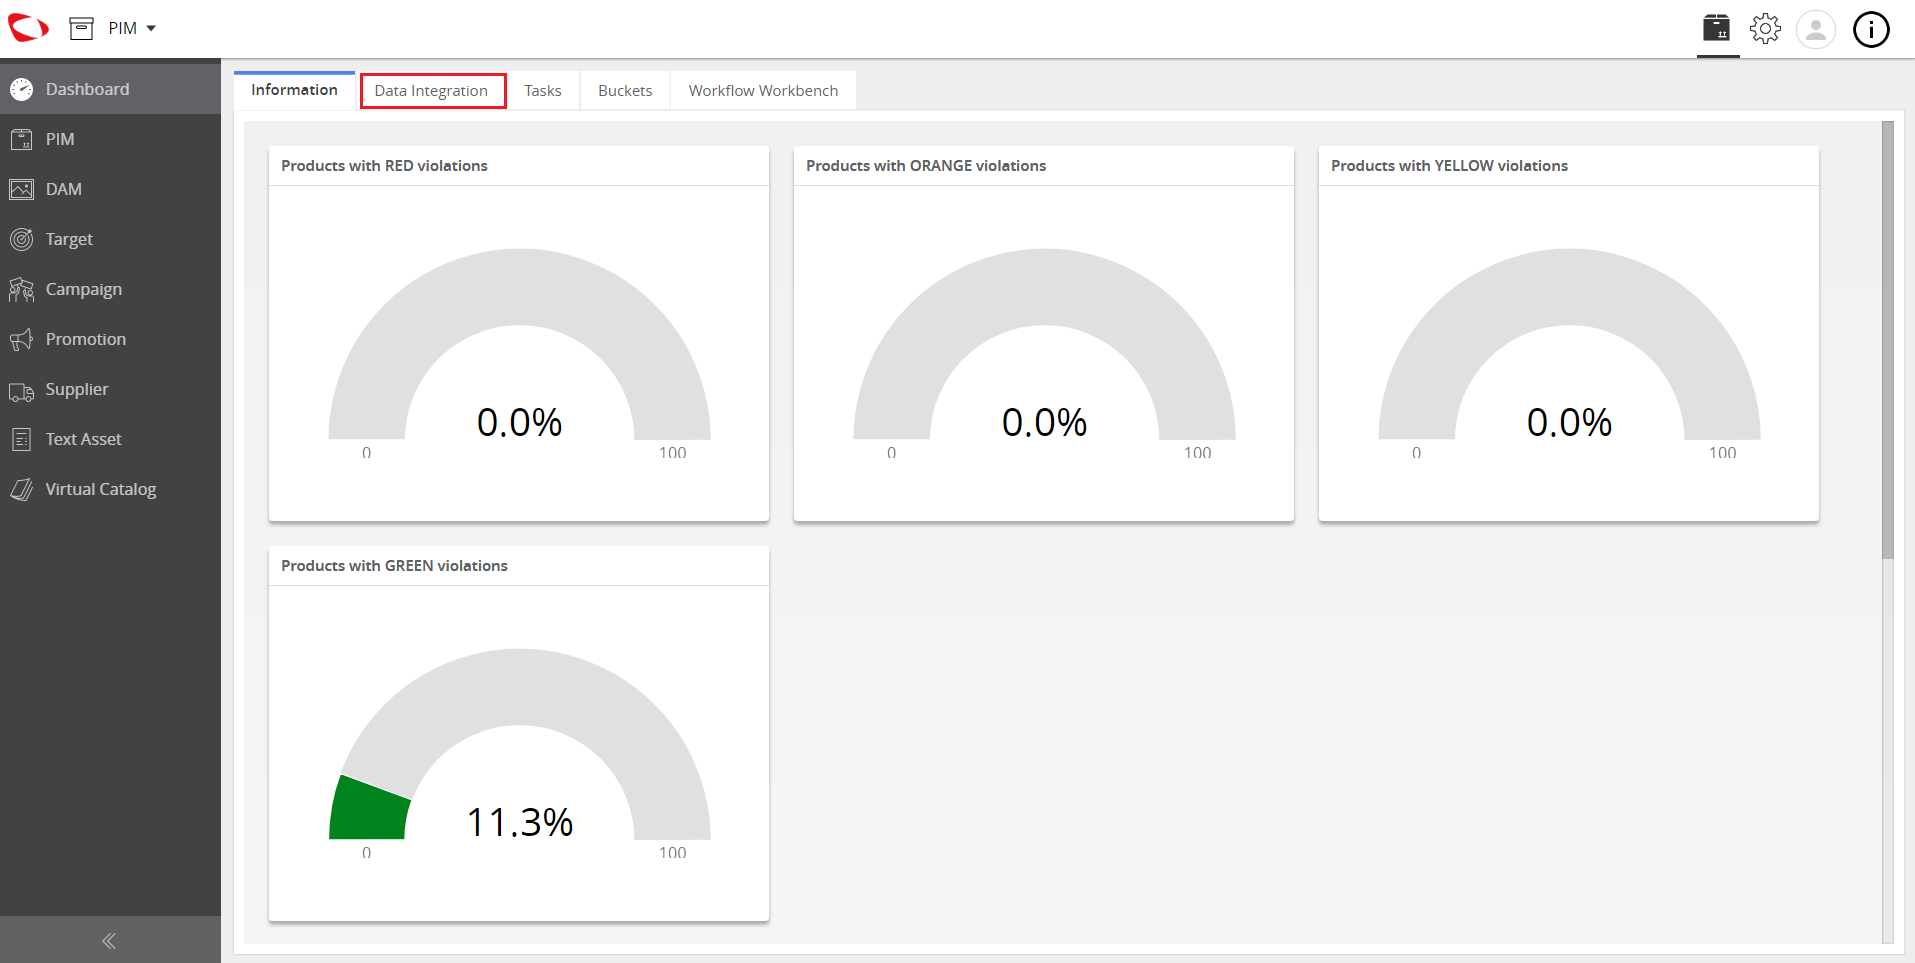 PIM
Dashboard
PIM
DAM
Target
Campaign
Promotion
Supplier
Text Asset
Virtual Catalog
Information
Data Integration
Tasks
Buckets
Workflow Workbench
Products with RED violations
0.0%
0
100
Products with ORANGE violations
0.0%
0
100
Products with YELLOW violations
0.0%
0
100
Products with GREEN violations
11.3%
0
100